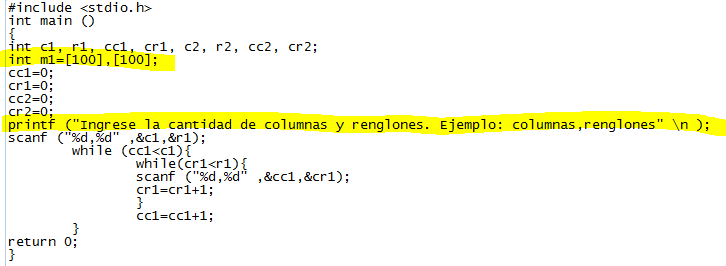 #include <stdio.h>
int main ()
{
int c1, r1, cc1, cr1, c2, r2, cc2, cr2;
int m1=[100],[100];
cc1=0;
cr1=0;
cc2=0;
cr2=0;
printf ("Ingrese la cantidad de columnas y renglones. Ejemplo: columnas,renglones" \n );
scanf ("%d,%d" ,&c1,&r1);
while (cc1<c1){
while(cr1<r1){
scanf ("%d,%d" ,&cc1,&cr1);
cr1=cr1+1;
}
cc1=cc1+1;
}
return 0;
}